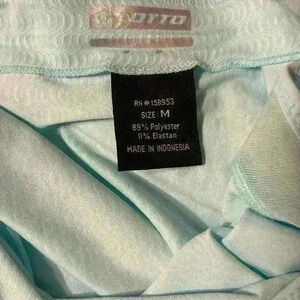 OTTO
RN # 158953
SIZE: M
89% Polyester
11% Elastan
MADE IN INDONESIA